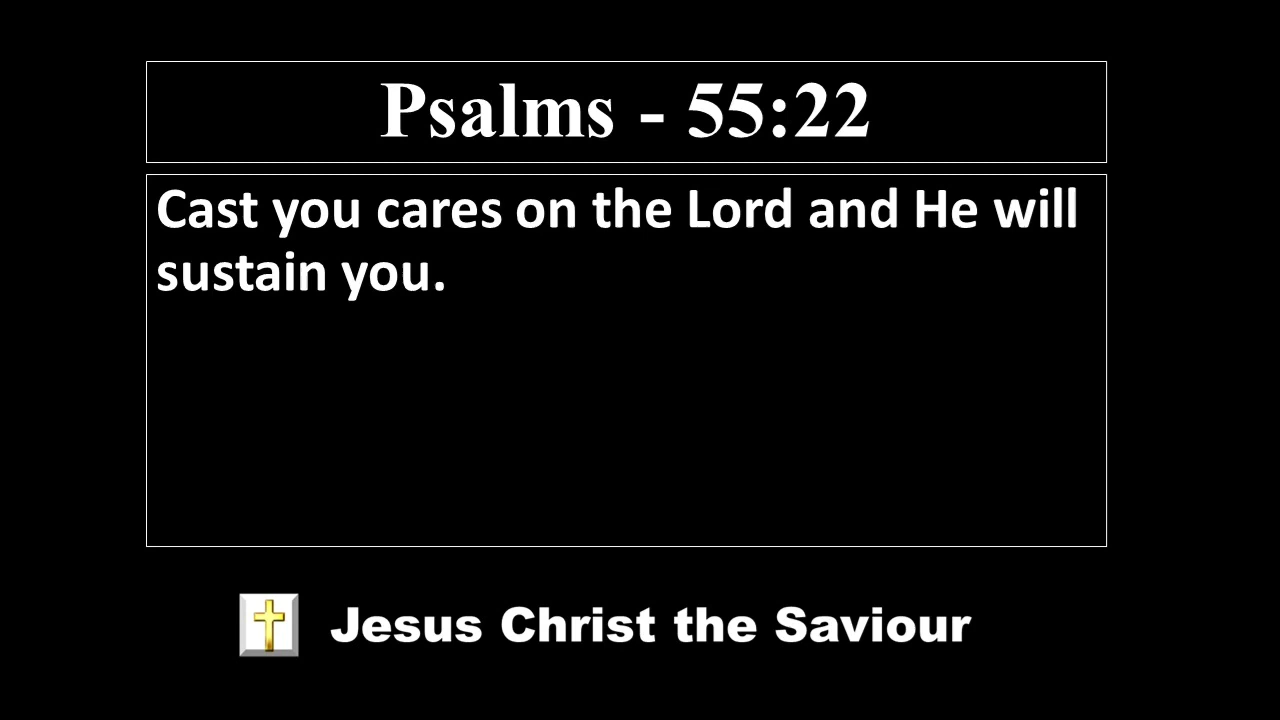 Psalms - 55:22
Cast you cares on the Lord and He will
sustain you.
Jesus Christ the Saviour